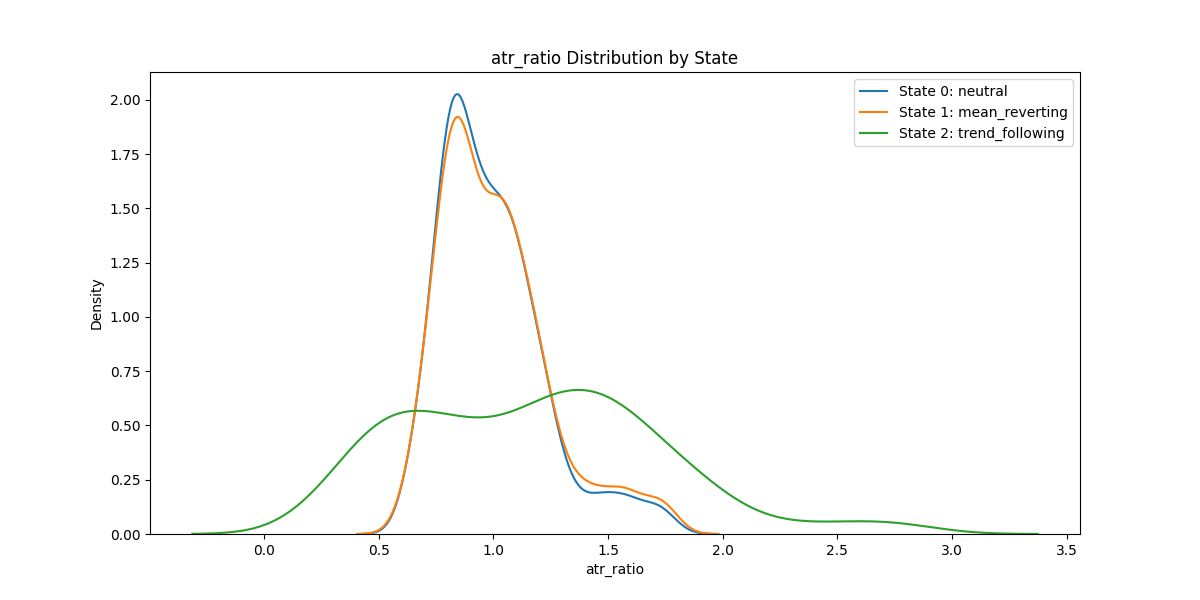 atr_ratio Distribution by State
State 0: neutral
State 1: mean_reverting
State 2: trend_following
Density
2.00
1.75
1.50
1.25
1.00
0.75
0.50
0.25
0.00
0.0 0.5 1.0 1.5 2.0 2.5 3.0 3.5
atr_ratio